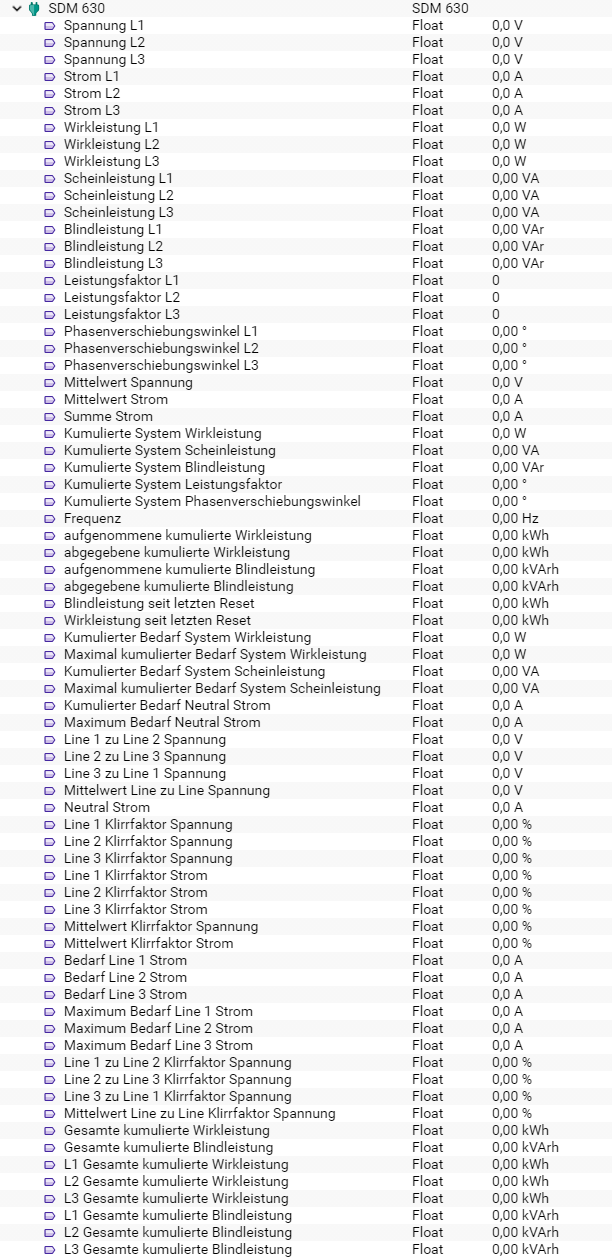 SDM 630 SDM 630
Spannung L1 Float 0,0 V
Spannung L2 Float 0,0 V
Spannung L3 Float 0,0 V
Strom L1 Float 0,0 A
Strom L2 Float 0,0 A
Strom L3 Float 0,0 A
Wirkleistung L1 Float 0,0 W
Wirkleistung L2 Float 0,0 W
Wirkleistung L3 Float 0,0 W
Scheinleistung L1 Float 0,00 VA
Scheinleistung L2 Float 0,00 VA
Scheinleistung L3 Float 0,00 VA
Blindleistung L1 Float 0,00 VAr
Blindleistung L2 Float 0,00 VAr
Blindleistung L3 Float 0,00 VAr
Leistungsfaktor L1 Float 0
Leistungsfaktor L2 Float 0
Leistungsfaktor L3 Float 0
Phasenverschiebungswinkel L1 Float 0,00 °
Phasenverschiebungswinkel L2 Float 0,00 °
Phasenverschiebungswinkel L3 Float 0,00 °
Mittelwert Spannung Float 0,0 V
Mittelwert Strom Float 0,0 A
Summe Strom Float 0,0 A
Kumulierte System Wirkleistung Float 0,0 W
Kumulierte System Scheinleistung Float 0,00 VA
Kumulierte System Blindleistung Float 0,00 VAr
Kumulierte System Leistungsfaktor Float 0,00 °
Kumulierte System Phasenverschiebungswinkel Float 0,00 °
Frequenz Float 0,00 Hz
aufgenommene kumulierte Wirkleistung Float 0,00 kWh
abgegebene kumulierte Wirkleistung Float 0,00 kWh
aufgenommene kumulierte Blindleistung Float 0,00 kVArh
abgegebene kumulierte Blindleistung Float 0,00 kVArh
Blindleistung seit letzten Reset Float 0,00 kWh
Wirkleistung seit letzten Reset Float 0,00 kWh
Kumulierter Bedarf System Wirkleistung Float 0,0 W
Maximal kumulierter Bedarf System Wirkleistung Float 0,0 W
Kumulierter Bedarf System Scheinleistung Float 0,00 VA
Maximal kumulierter Bedarf System Scheinleistung Float 0,00 VA
Kumulierter Bedarf Neutral Strom Float 0,0 A
Maximum Bedarf Neutral Strom Float 0,0 A
Line 1 zu Line 2 Spannung Float 0,0 V
Line 2 zu Line 3 Spannung Float 0,0 V
Line 3 zu Line 1 Spannung Float 0,0 V
Mittelwert Line zu Line Spannung Float 0,0 V
Neutral Strom Float 0,0 A
Line 1 Klirrfaktor Spannung Float 0,00 %
Line 2 Klirrfaktor Spannung Float 0,00 %
Line 3 Klirrfaktor Spannung Float 0,00 %
Line 1 Klirrfaktor Strom Float 0,00 %
Line 2 Klirrfaktor Strom Float 0,00 %
Line 3 Klirrfaktor Strom Float 0,00 %
Mittelwert Klirrfaktor Spannung Float 0,00 %
Mittelwert Klirrfaktor Strom Float 0,00 %
Bedarf Line 1 Strom Float 0,0 A
Bedarf Line 2 Strom Float 0,0 A
Bedarf Line 3 Strom Float 0,0 A
Maximum Bedarf Line 1 Strom Float 0,0 A
Maximum Bedarf Line 2 Strom Float 0,0 A
Maximum Bedarf Line 3 Strom Float 0,0 A
Line 1 zu Line 2 Klirrfaktor Spannung Float 0,00 %
Line 2 zu Line 3 Klirrfaktor Spannung Float 0,00 %
Line 3 zu Line 1 Klirrfaktor Spannung Float 0,00 %
Mittelwert Line zu Line Klirrfaktor Spannung Float 0,00 %
Gesamte kumulierte Wirkleistung Float 0,00 kWh
Gesamte kumulierte Blindleistung Float 0,00 kVArh
L1 Gesamte kumulierte Wirkleistung Float 0,00 kWh
L2 Gesamte kumulierte Wirkleistung Float 0,00 kWh
L3 Gesamte kumulierte Wirkleistung Float 0,00 kWh
L1 Gesamte kumulierte Blindleistung Float 0,00 kVArh
L2 Gesamte kumulierte Blindleistung Float 0,00 kVArh
L3 Gesamte kumulierte Blindleistung Float 0,00 kVArh